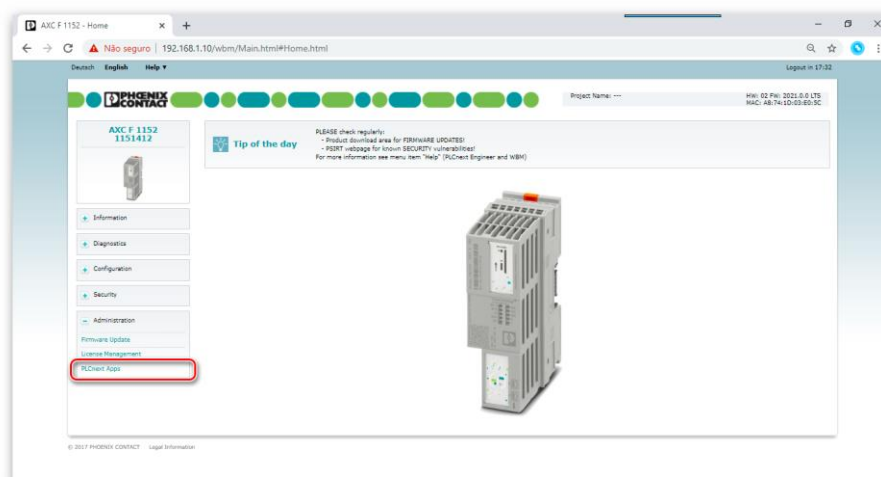 AXC F 1152 - Home
Não seguro | 192.168.1.10/wbm/Main.html#Home.html
Deutsch English Help ▾
Logout in 17:32
PHŒNIX CONTACT
Project Name: ---
HW: 02 FW: 2021.0.0 LTS
MAC: A8:74:1D:03:E0:5C
AXC F 1152
1151412
Tip of the day
PLEASE check regularly:
- Product download area for FIRMWARE UPDATES!
- PSIRT webpage for known SECURITY vulnerabilities!
For more information see menu item "Help" (PLCnext Engineer and WBM)
Information
Diagnostics
Configuration
Security
Administration
Firmware Update
License Management
PLCnext Apps
© 2017 PHOENIX CONTACT Legal Information